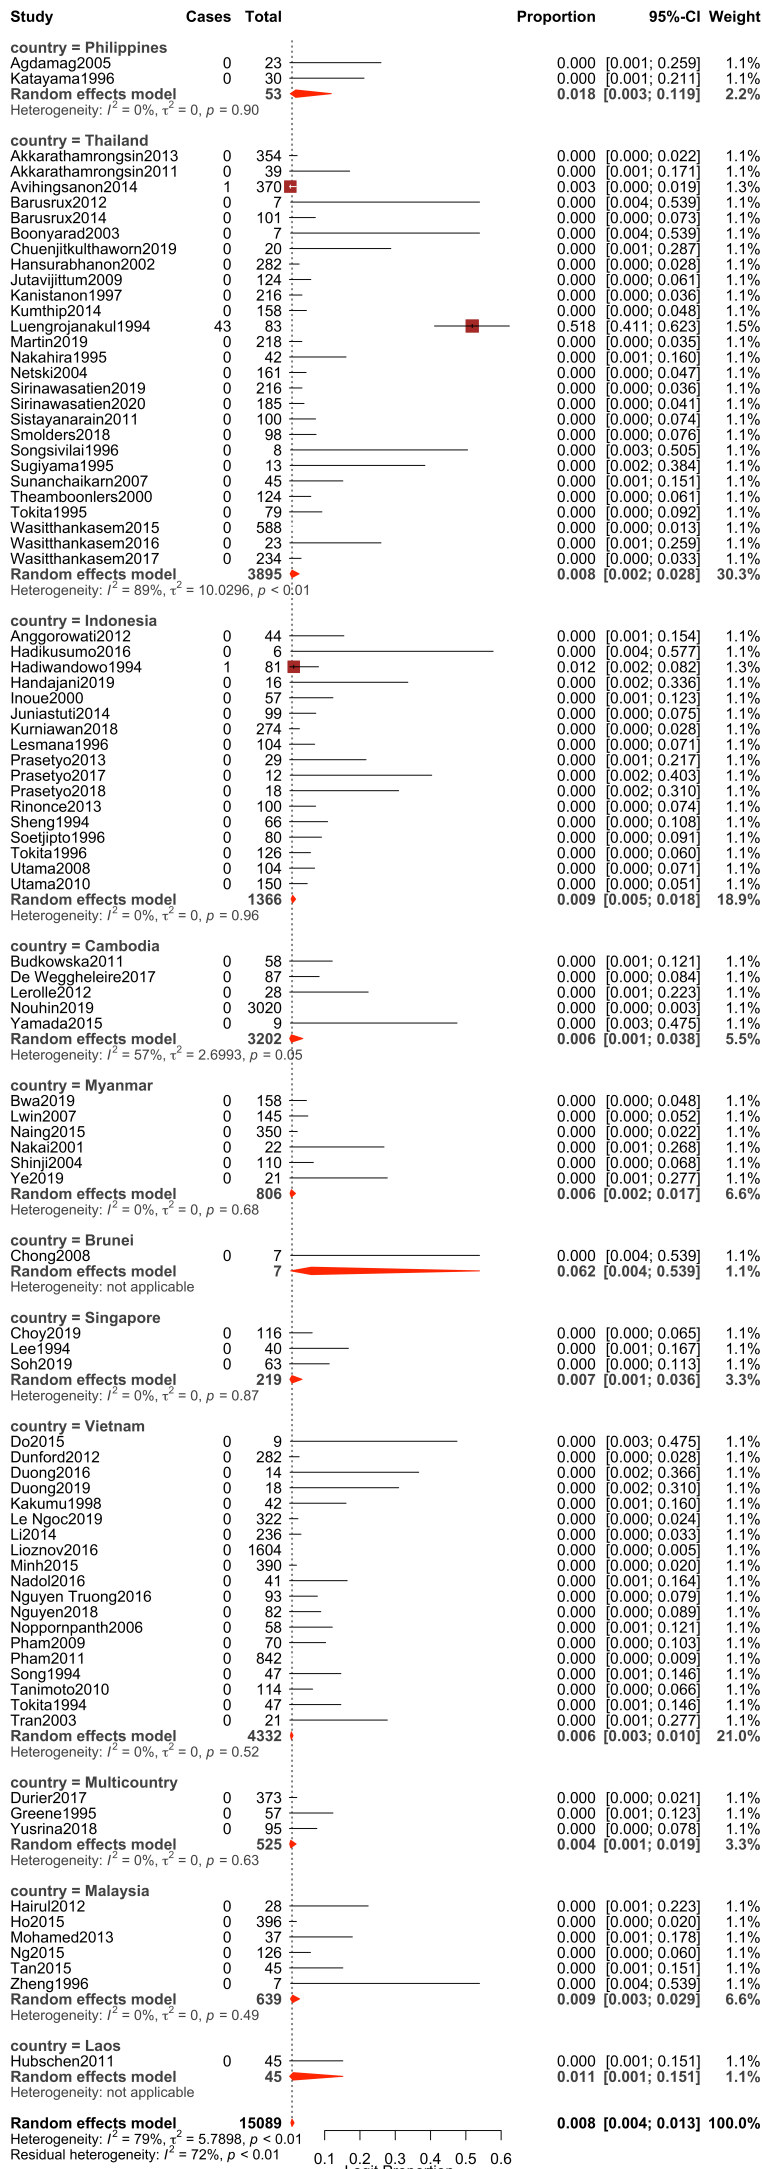 Study Cases Total Proportion 95%-CI Weight
country = Philippines
Agdamag2005 0 23 0.000 [0.001; 0.259] 1.1%
Katayama1996 0 30 0.000 [0.001; 0.211] 1.1%
Random effects model 53 0.018 [0.003; 0.119] 2.2%
Heterogeneity: I² = 0%, τ² = 0, p = 0.90
country = Thailand
Akkarathamrongsin2013 0 354 0.000 [0.000; 0.022] 1.1%
Akkarathamrongsin2011 0 39 0.000 [0.001; 0.171] 1.1%
Avihingsanon2014 1 370 0.003 [0.000; 0.019] 1.3%
Barusrux2012 0 7 0.000 [0.004; 0.539] 1.1%
Barusrux2014 0 101 0.000 [0.000; 0.073] 1.1%
Boonyarad2003 0 7 0.000 [0.004; 0.539] 1.1%
Chuenjitkulthaworn2019 0 20 0.000 [0.001; 0.287] 1.1%
Hansurabhanon2002 0 282 0.000 [0.000; 0.028] 1.1%
Jutavijittum2009 0 124 0.000 [0.000; 0.061] 1.1%
Kanistanon1997 0 216 0.000 [0.000; 0.036] 1.1%
Kumthip2014 0 158 0.000 [0.000; 0.048] 1.1%
Luengrojanakul1994 43 83 0.518 [0.411; 0.623] 1.5%
Martin2019 0 218 0.000 [0.000; 0.035] 1.1%
Nakahira1995 0 42 0.000 [0.001; 0.160] 1.1%
Netski2004 0 161 0.000 [0.000; 0.047] 1.1%
Sirinawasatien2019 0 216 0.000 [0.000; 0.036] 1.1%
Sirinawasatien2020 0 185 0.000 [0.000; 0.041] 1.1%
Sistayanarain2011 0 100 0.000 [0.000; 0.074] 1.1%
Smolders2018 0 98 0.000 [0.000; 0.076] 1.1%
Songsivilai1996 0 8 0.000 [0.003; 0.505] 1.1%
Sugiyama1995 0 13 0.000 [0.002; 0.384] 1.1%
Sunanchaikarn2007 0 45 0.000 [0.001; 0.151] 1.1%
Theamboonlers2000 0 124 0.000 [0.000; 0.061] 1.1%
Tokita1995 0 79 0.000 [0.000; 0.092] 1.1%
Wasitthankasem2015 0 588 0.000 [0.000; 0.013] 1.1%
Wasitthankasem2016 0 23 0.000 [0.001; 0.259] 1.1%
Wasitthankasem2017 0 234 0.000 [0.000; 0.033] 1.1%
Random effects model 3895 0.008 [0.002; 0.028] 30.3%
Heterogeneity: I² = 89%, τ² = 10.0296, p < 0.01
country = Indonesia
Anggorowati2012 0 44 0.000 [0.001; 0.154] 1.1%
Hadikusumo2016 0 6 0.000 [0.004; 0.577] 1.1%
Hadiwandowo1994 1 81 0.012 [0.002; 0.082] 1.3%
Handajani2019 0 16 0.000 [0.002; 0.336] 1.1%
Inoue2000 0 57 0.000 [0.001; 0.123] 1.1%
Juniastuti2014 0 99 0.000 [0.000; 0.075] 1.1%
Kurniawan2018 0 274 0.000 [0.000; 0.028] 1.1%
Lesmana1996 0 104 0.000 [0.000; 0.071] 1.1%
Prasetyo2013 0 29 0.000 [0.001; 0.217] 1.1%
Prasetyo2017 0 12 0.000 [0.002; 0.403] 1.1%
Prasetyo2018 0 18 0.000 [0.002; 0.310] 1.1%
Rinonce2013 0 100 0.000 [0.000; 0.074] 1.1%
Sheng1994 0 66 0.000 [0.000; 0.108] 1.1%
Soetjipto1996 0 80 0.000 [0.000; 0.091] 1.1%
Tokita1996 0 126 0.000 [0.000; 0.060] 1.1%
Utama2008 0 104 0.000 [0.000; 0.071] 1.1%
Utama2010 0 150 0.000 [0.000; 0.051] 1.1%
Random effects model 1366 0.009 [0.005; 0.018] 18.9%
Heterogeneity: I² = 0%, τ² = 0, p = 0.96
country = Cambodia
Budkowska2011 0 58 0.000 [0.001; 0.121] 1.1%
De Weggheleire2017 0 87 0.000 [0.000; 0.084] 1.1%
Lerolle2012 0 28 0.000 [0.001; 0.223] 1.1%
Nouhin2019 0 3020 0.000 [0.000; 0.003] 1.1%
Yamada2015 0 9 0.000 [0.003; 0.475] 1.1%
Random effects model 3202 0.006 [0.001; 0.038] 5.5%
Heterogeneity: I² = 57%, τ² = 2.6993, p = 0.05
country = Myanmar
Bwa2019 0 158 0.000 [0.000; 0.048] 1.1%
Lwin2007 0 145 0.000 [0.000; 0.052] 1.1%
Naing2015 0 350 0.000 [0.000; 0.022] 1.1%
Nakai2001 0 22 0.000 [0.001; 0.268] 1.1%
Shinji2004 0 110 0.000 [0.000; 0.068] 1.1%
Ye2019 0 21 0.000 [0.001; 0.277] 1.1%
Random effects model 806 0.006 [0.002; 0.017] 6.6%
Heterogeneity: I² = 0%, τ² = 0, p = 0.68
country = Brunei
Chong2008 0 7 0.000 [0.004; 0.539] 1.1%
Random effects model 7 0.062 [0.004; 0.539] 1.1%
Heterogeneity: not applicable
country = Singapore
Choy2019 0 116 0.000 [0.000; 0.065] 1.1%
Lee1994 0 40 0.000 [0.001; 0.167] 1.1%
Soh2019 0 63 0.000 [0.000; 0.113] 1.1%
Random effects model 219 0.007 [0.001; 0.036] 3.3%
Heterogeneity: I² = 0%, τ² = 0, p = 0.87
country = Vietnam
Do2015 0 9 0.000 [0.003; 0.475] 1.1%
Dunford2012 0 282 0.000 [0.000; 0.028] 1.1%
Duong2016 0 14 0.000 [0.002; 0.366] 1.1%
Duong2019 0 18 0.000 [0.002; 0.310] 1.1%
Kakumu1998 0 42 0.000 [0.001; 0.160] 1.1%
Le Ngoc2019 0 322 0.000 [0.000; 0.024] 1.1%
Li2014 0 236 0.000 [0.000; 0.033] 1.1%
Lioznov2016 0 1604 0.000 [0.000; 0.005] 1.1%
Minh2015 0 390 0.000 [0.000; 0.020] 1.1%
Nadol2016 0 41 0.000 [0.001; 0.164] 1.1%
Nguyen Truong2016 0 93 0.000 [0.000; 0.079] 1.1%
Nguyen2018 0 82 0.000 [0.000; 0.089] 1.1%
Noppornpanth2006 0 58 0.000 [0.001; 0.121] 1.1%
Pham2009 0 70 0.000 [0.000; 0.103] 1.1%
Pham2011 0 842 0.000 [0.000; 0.009] 1.1%
Song1994 0 47 0.000 [0.001; 0.146] 1.1%
Tanimoto2010 0 114 0.000 [0.000; 0.066] 1.1%
Tokita1994 0 47 0.000 [0.001; 0.146] 1.1%
Tran2003 0 21 0.000 [0.001; 0.277] 1.1%
Random effects model 4332 0.006 [0.003; 0.010] 21.0%
Heterogeneity: I² = 0%, τ² = 0, p = 0.52
country = Multicountry
Durier2017 0 373 0.000 [0.000; 0.021] 1.1%
Greene1995 0 57 0.000 [0.001; 0.123] 1.1%
Yusrina2018 0 95 0.000 [0.000; 0.078] 1.1%
Random effects model 525 0.004 [0.001; 0.019] 3.3%
Heterogeneity: I² = 0%, τ² = 0, p = 0.63
country = Malaysia
Hairul2012 0 28 0.000 [0.001; 0.223] 1.1%
Ho2015 0 396 0.000 [0.000; 0.020] 1.1%
Mohamed2013 0 37 0.000 [0.001; 0.178] 1.1%
Ng2015 0 126 0.000 [0.000; 0.060] 1.1%
Tan2015 0 45 0.000 [0.001; 0.151] 1.1%
Zheng1996 0 7 0.000 [0.004; 0.539] 1.1%
Random effects model 639 0.009 [0.003; 0.029] 6.6%
Heterogeneity: I² = 0%, τ² = 0, p = 0.49
country = Laos
Hubschen2011 0 45 0.000 [0.001; 0.151] 1.1%
Random effects model 45 0.011 [0.001; 0.151] 1.1%
Heterogeneity: not applicable
Random effects model 15089 0.008 [0.004; 0.013] 100.0%
Heterogeneity: I² = 79%, τ² = 5.7898, p < 0.01
Residual heterogeneity: I² = 72%, p < 0.01
0.1 0.2 0.3 0.4 0.5 0.6
Logit Proportion